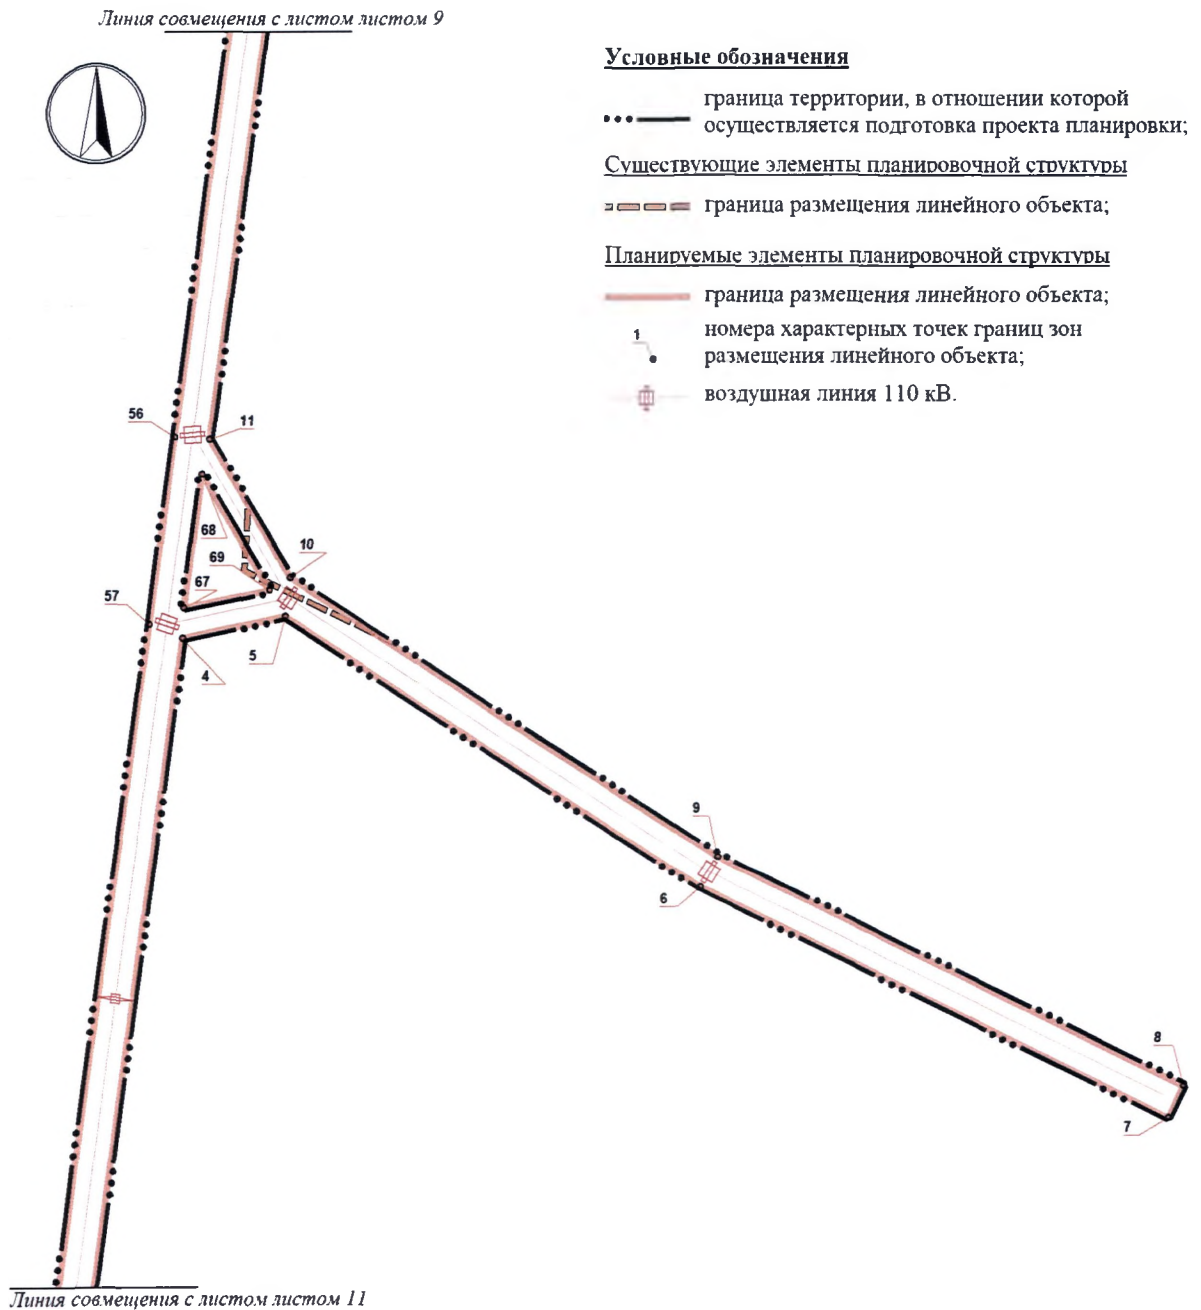 Линия совмещения с листом листом 9
Условные обозначения
граница территории, в отношении которой
осуществляется подготовка проекта планировки;
Существующие элементы планировочной структуры
граница размещения линейного объекта;
Планируемые элементы планировочной структуры
граница размещения линейного объекта;
1
номера характерных точек границ зон
размещения линейного объекта;
воздушная линия 110 кВ.
56
11
68
10
69
67
57
5
4
9
6
8
7
Линия совмещения с листом листом 11